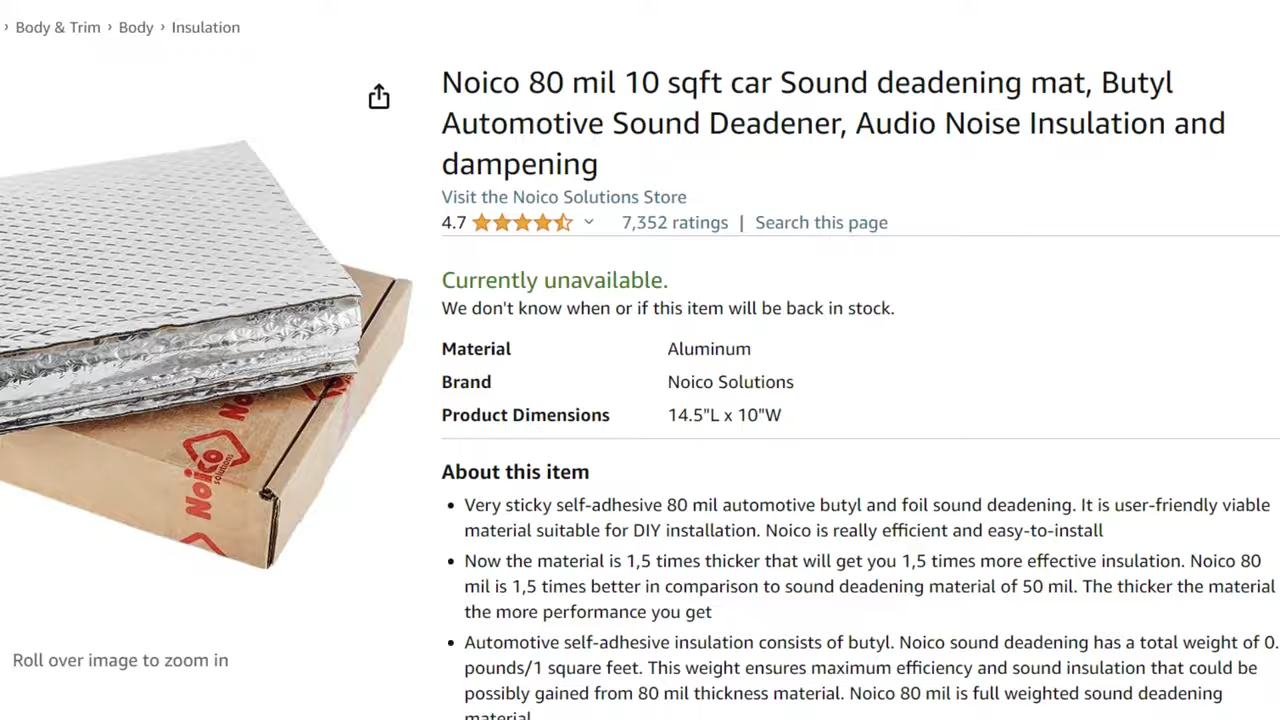 › Body & Trim › Body › Insulation
Noico 80 mil 10 sqft car Sound deadening mat, Butyl
Automotive Sound Deadener, Audio Noise Insulation and
dampening
Visit the Noico Solutions Store
4.7
7,352 ratings | Search this page
Currently unavailable.
We don't know when or if this item will be back in stock.
Material Aluminum
Brand Noico Solutions
Product Dimensions 14.5"L x 10"W
About this item
• Very sticky self-adhesive 80 mil automotive butyl and foil sound deadening. It is user-friendly viable
material suitable for DIY installation. Noico is really efficient and easy-to-install
• Now the material is 1,5 times thicker that will get you 1,5 times more effective insulation. Noico 80
mil is 1,5 times better in comparison to sound deadening material of 50 mil. The thicker the material
the more performance you get
• Automotive self-adhesive insulation consists of butyl. Noico sound deadening has a total weight of 0.
pounds/1 square feet. This weight ensures maximum efficiency and sound insulation that could be
possibly gained from 80 mil thickness material. Noico 80 mil is full weighted sound deadening
material
No
Noico
solutions
Roll over image to zoom in